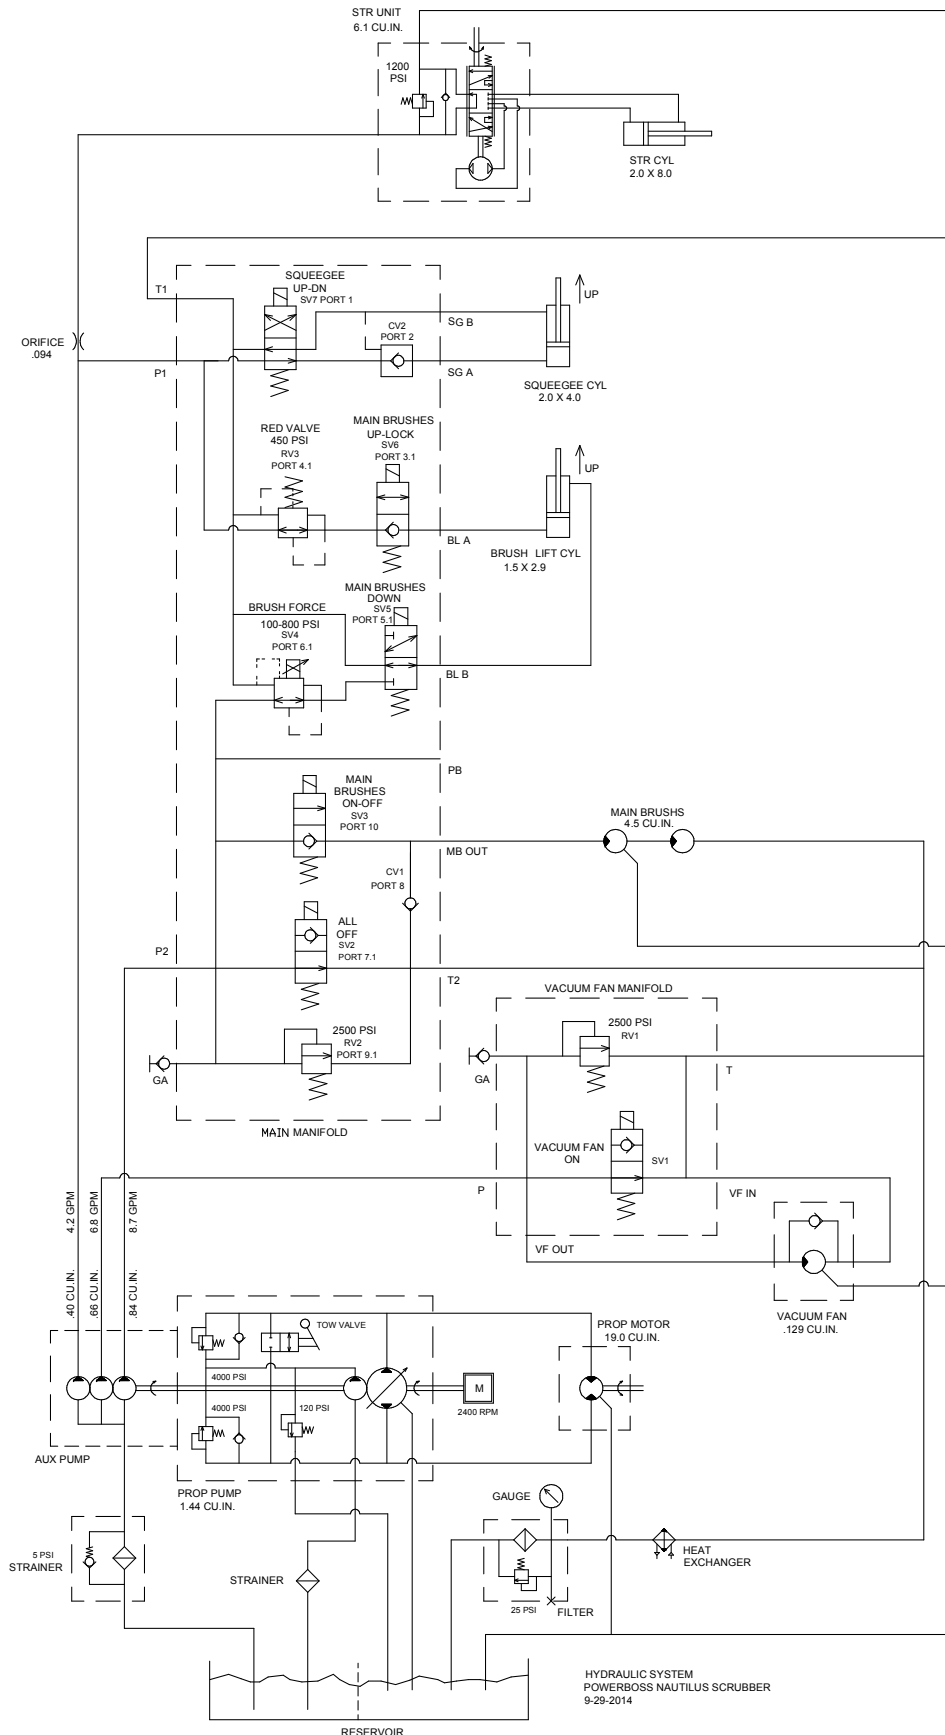 STR UNIT
6.1 CU.IN.
1200
PSI
STR CYL
2.0 X 8.0
SQUEEGEE
UP-DN
SV7 PORT 1
T1
CV2
PORT 2
SG B
UP
ORIFICE
.094
P1
SG A
SQUEEGEE CYL
2.0 X 4.0
RED VALVE
450 PSI
RV3
PORT 4.1
MAIN BRUSHES
UP-LOCK
SV6
PORT 3.1
UP
BL A
BRUSH LIFT CYL
1.5 X 2.9
MAIN BRUSHES
DOWN
SV5
PORT 5.1
BRUSH FORCE
100-800 PSI
SV4
PORT 6.1
BL B
PB
MAIN
BRUSHES
ON-OFF
SV3
PORT 10
MAIN BRUSHS
4.5 CU.IN.
MB OUT
CV1
PORT 8
ALL
OFF
SV2
PORT 7.1
P2
T2
VACUUM FAN MANIFOLD
2500 PSI
RV2
PORT 9.1
GA
2500 PSI
RV1
GA
T
MAIN MANIFOLD
VACUUM FAN
ON
SV1
P
VF IN
VF OUT
4.2 GPM
6.8 GPM
8.7 GPM
.40 CU.IN.
.66 CU.IN.
.84 CU.IN.
VACUUM FAN
.129 CU.IN.
TOW VALVE
PROP MOTOR
19.0 CU.IN.
4000 PSI
4000 PSI
120 PSI
M
2400 RPM
AUX PUMP
PROP PUMP
1.44 CU.IN.
GAUGE
5 PSI
STRAINER
STRAINER
HEAT
EXCHANGER
25 PSI
FILTER
HYDRAULIC SYSTEM
POWERBOSS NAUTILUS SCRUBBER
9-29-2014
RESERVOIR